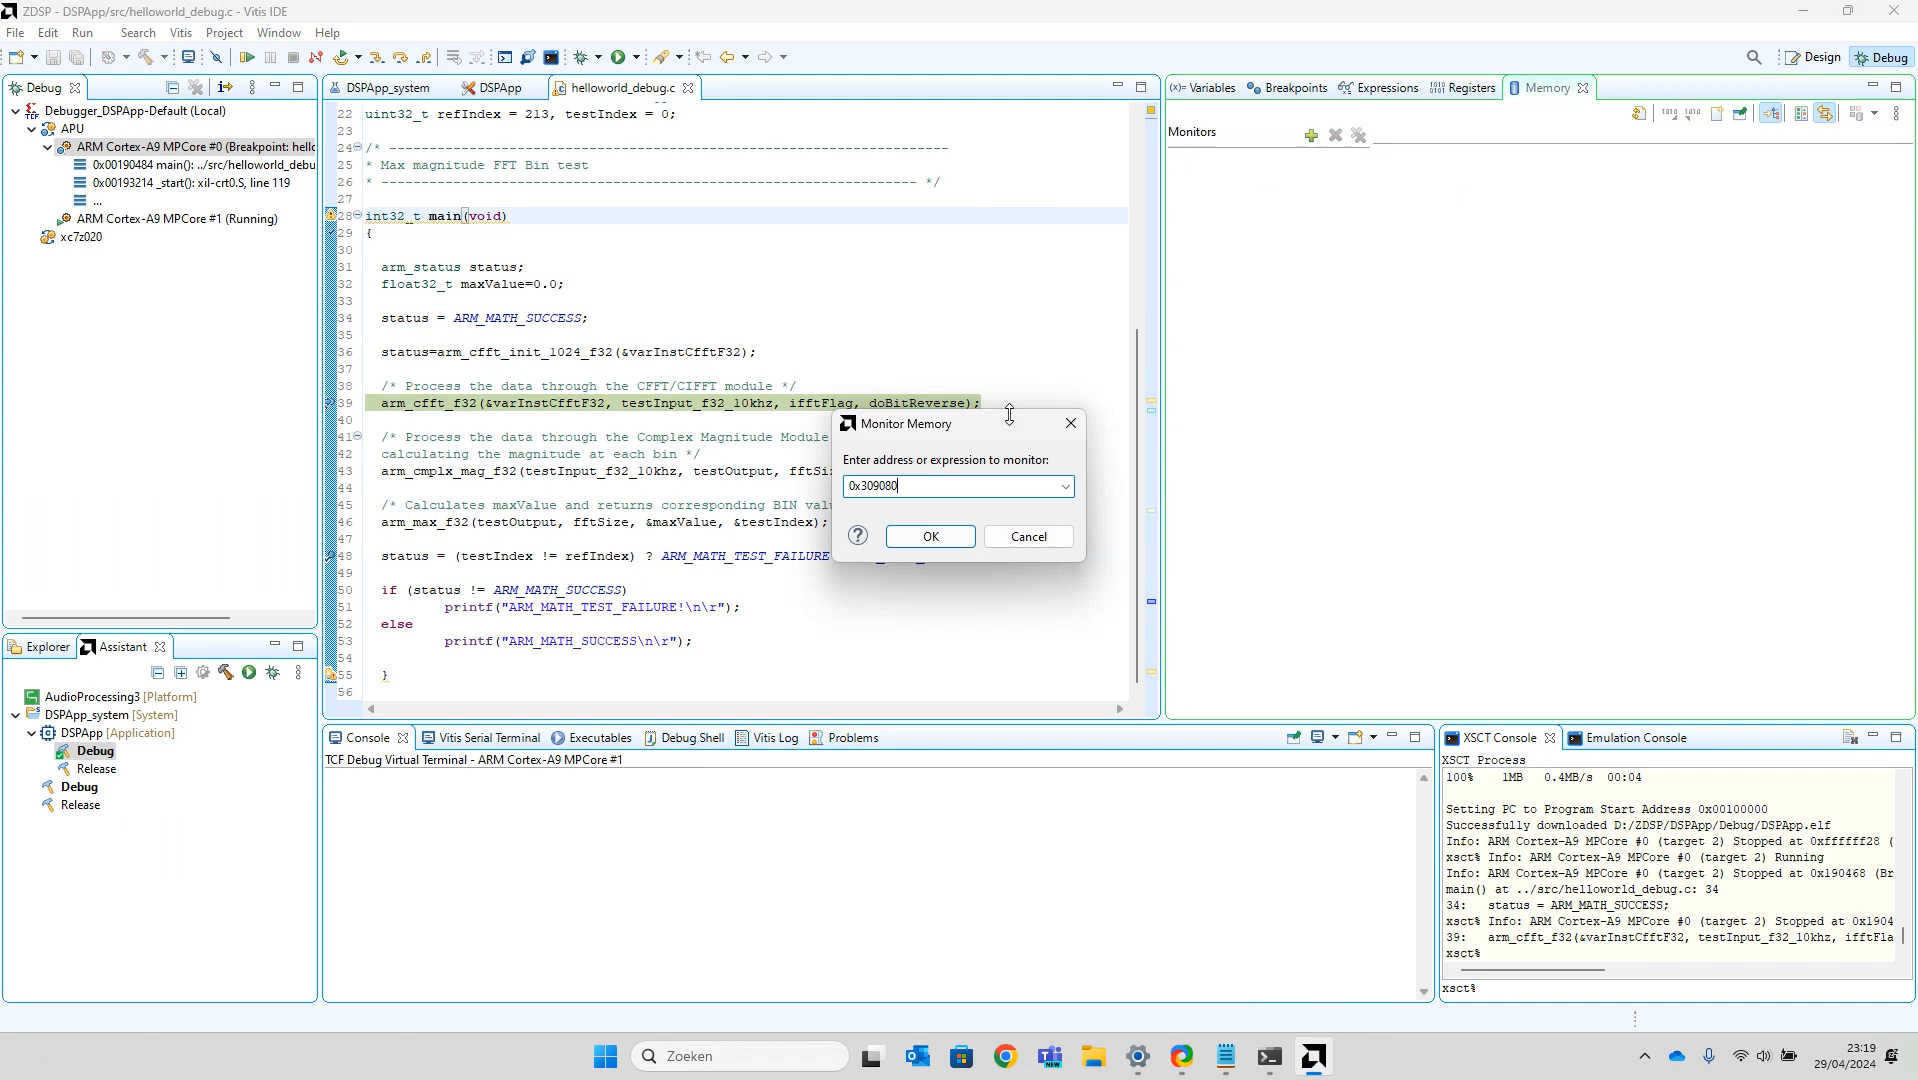 ZDSP - DSPApp/src/helloworld_debug.c - Vitis IDE
File Edit Run Search Vitis Project Window Help
Design Debug
Debug
Debugger_DSPApp-Default (Local)
APU
ARM Cortex-A9 MPCore #0 (Breakpoint: hell
0x00190484 main(): ../src/helloworld_debu
0x00193214 _start(): xil-crt0.S, line 119
...
ARM Cortex-A9 MPCore #1 (Running)
xc7z020
DSPApp_system DSPApp helloworld_debug.c
22 uint32_t refIndex = 213, testIndex = 0;
23
24 /* ----------------------------------------------------------------------
25 * Max magnitude FFT Bin test
26 * ------------------------------------------------------------------- */
27
28 int32_t main(void)
29 {
30
31 arm_status status;
32 float32_t maxValue=0.0;
33
34 status = ARM_MATH_SUCCESS;
35
36 status=arm_cfft_init_1024_f32(&varInstCfftF32);
37
38 /* Process the data through the CFFT/CIFFT module */
39 arm_cfft_f32(&varInstCfftF32, testInput_f32_10khz, ifftFlag, doBitReverse);
40
41 /* Process the data through the Complex Magnitude Module
42 calculating the magnitude at each bin */
43 arm_cmplx_mag_f32(testInput_f32_10khz, testOutput, fftSi
44
45 /* Calculates maxValue and returns corresponding BIN val
46 arm_max_f32(testOutput, fftSize, &maxValue, &testIndex);
47
48 status = (testIndex != refIndex) ? ARM_MATH_TEST_FAILURE
49
50 if (status != ARM_MATH_SUCCESS)
51 printf("ARM_MATH_TEST_FAILURE!\n\r");
52 else
53 printf("ARM_MATH_SUCCESS\n\r");
54
55 }
56
Monitor Memory
Enter address or expression to monitor:
0x309080
OK Cancel
Variables Breakpoints Expressions Registers Memory
Monitors
Explorer Assistant
AudioProcessing3 [Platform]
DSPApp_system [System]
DSPApp [Application]
Debug
Release
Debug
Release
Console Vitis Serial Terminal Executables Debug Shell Vitis Log Problems
TCF Debug Virtual Terminal - ARM Cortex-A9 MPCore #1
XSCT Console Emulation Console
XSCT Process
100% 1MB 0.4MB/s 00:04
Setting PC to Program Start Address 0x00100000
Successfully downloaded D:/ZDSP/DSPApp/Debug/DSPApp.elf
Info: ARM Cortex-A9 MPCore #0 (target 2) Stopped at 0xffffff28 (
xsct% Info: ARM Cortex-A9 MPCore #0 (target 2) Running
Info: ARM Cortex-A9 MPCore #0 (target 2) Stopped at 0x190468 (Br
main() at ../src/helloworld_debug.c: 34
34: status = ARM_MATH_SUCCESS;
xsct% Info: ARM Cortex-A9 MPCore #0 (target 2) Stopped at 0x1904
39: arm_cfft_f32(&varInstCfftF32, testInput_f32_10khz, ifftFla
xsct%
xsct%
Zoeken
23:19
29/04/2024